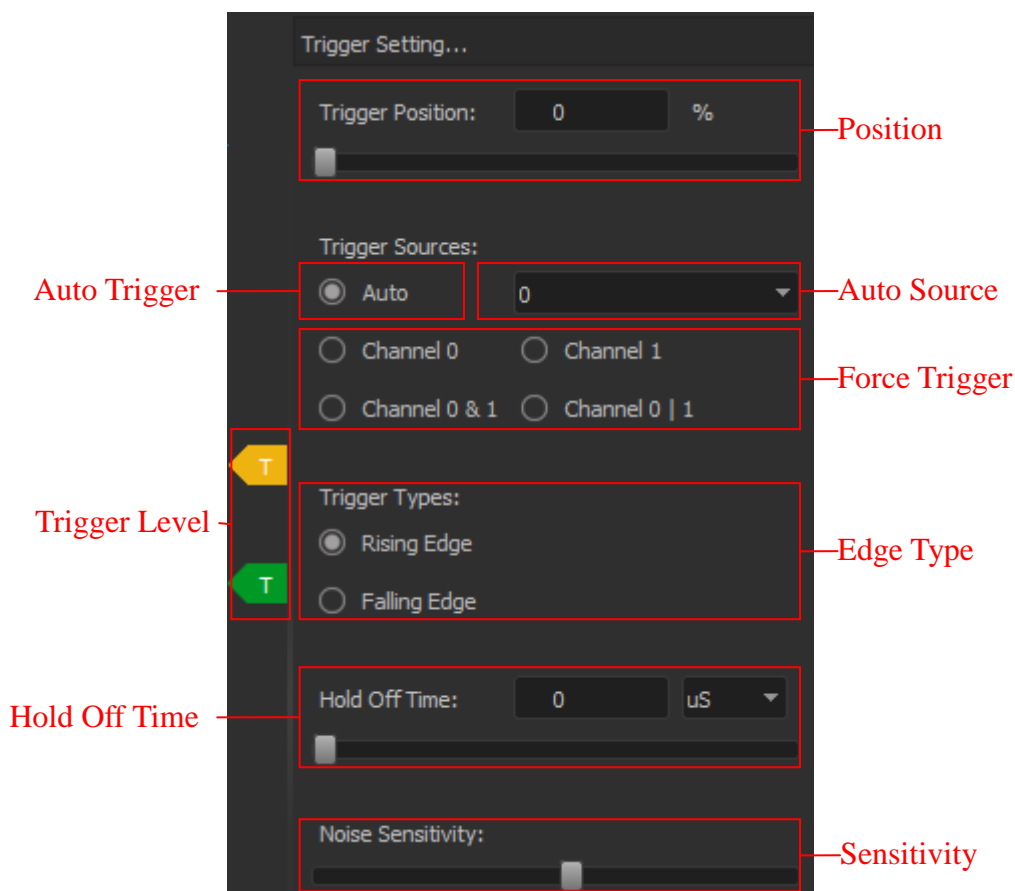 Trigger Setting...
Trigger Position: 0 %
Position
Trigger Sources:
Auto Trigger
Auto 0
Auto Source
Channel 0 Channel 1
Force Trigger
Channel 0 & 1 Channel 0 | 1
T
Trigger Types:
Trigger Level
Rising Edge
Edge Type
T
Falling Edge
Hold Off Time
Hold Off Time: 0 uS
Noise Sensitivity:
Sensitivity